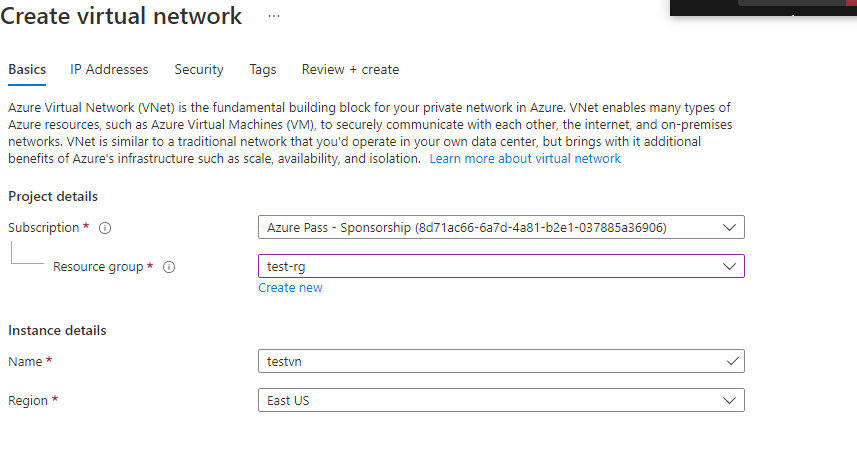 Create virtual network ...
Basics IP Addresses Security Tags Review + create
Azure Virtual Network (VNet) is the fundamental building block for your private network in Azure. VNet enables many types of
Azure resources, such as Azure Virtual Machines (VM), to securely communicate with each other, the internet, and on-premises
networks. VNet is similar to a traditional network that you'd operate in your own data center, but brings with it additional
benefits of Azure's infrastructure such as scale, availability, and isolation. Learn more about virtual network
Project details
Subscription *
Azure Pass - Sponsorship (8d71ac66-6a7d-4a81-b2e1-037885a36906)
Resource group *
test-rg
Create new
Instance details
Name *
testvn
Region *
East US